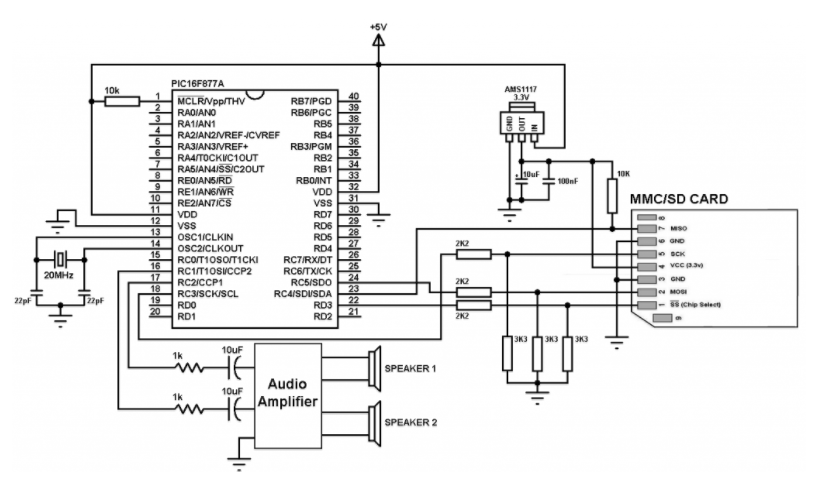 +5V
PIC16F877A
10k
1 MCLR/Vpp/THV RB7/PGD 40
2 RA0/AN0 RB6/PGC 39
3 RA1/AN1 RB5 38
4 RA2/AN2/VREF-/CVREF RB4 37
5 RA3/AN3/VREF+ RB3/PGM 36
6 RA4/T0CKI/C1OUT RB2 35
7 RA5/AN4/SS/C2OUT RB1 34
8 RE0/AN5/RD RB0/INT 33
9 RE1/AN6/WR VDD 32
10 RE2/AN7/CS VSS 31
11 VDD RD7 30
12 VSS RD6 29
13 OSC1/CLKIN RD5 28
14 OSC2/CLKOUT RD4 27
15 RC0/T1OSO/T1CKI RC7/RX/DT 26
16 RC1/T1OSI/CCP2 RC6/TX/CK 25
17 RC2/CCP1 RC5/SDO 24
18 RC3/SCK/SCL RC4/SDI/SDA 23
19 RD0 RD3 22
20 RD1 RD2 21
20MHz
22pF 22pF
AMS1117
3.3V
GND OUT IN
+ 10uF 100nF 10K
MMC/SD CARD
8
7 MISO
6 GND
5 SCK
4 VCC (3.3v)
3 GND
2 MOSI
1 SS (Chip Select)
9
2K2
2K2
2K2
3K3 3K3 3K3
1k 10uF
1k 10uF
Audio
Amplifier
SPEAKER 1
SPEAKER 2